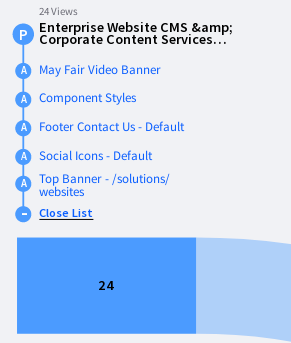 24 Views
P
Enterprise Website CMS &amp;
Corporate Content Services...
A May Fair Video Banner
A Component Styles
A Footer Contact Us - Default
A Social Icons - Default
A Top Banner - /solutions/
websites
Close List
24